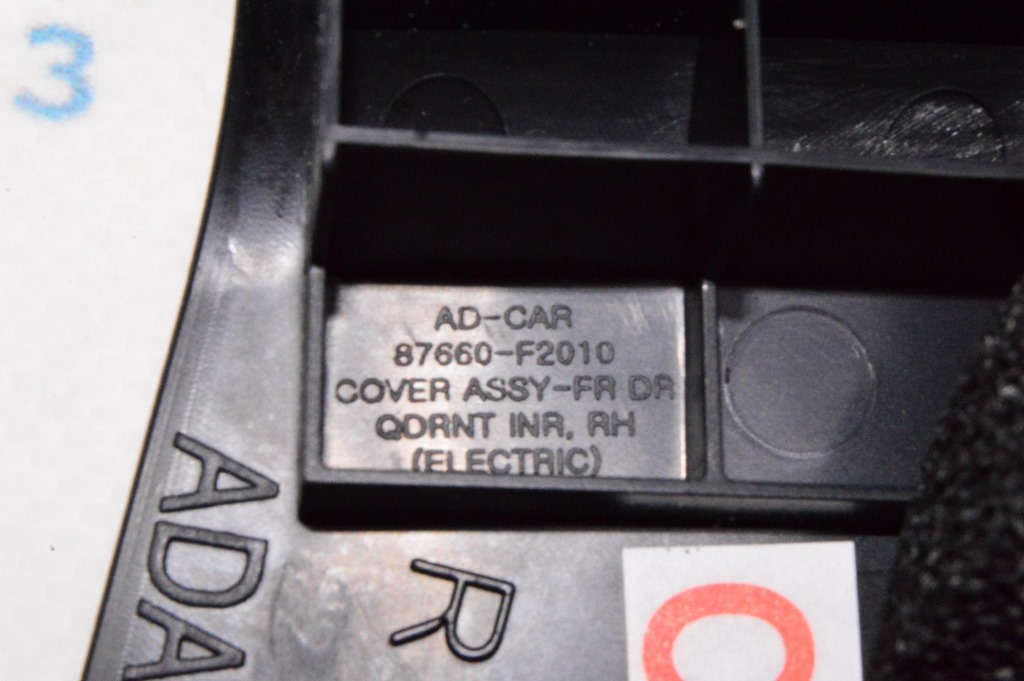 3
AD-CAR
87660-F2010
COVER ASSY-FR DR
QDRNT INR, RH
(ELECTRIC)
ADA
R